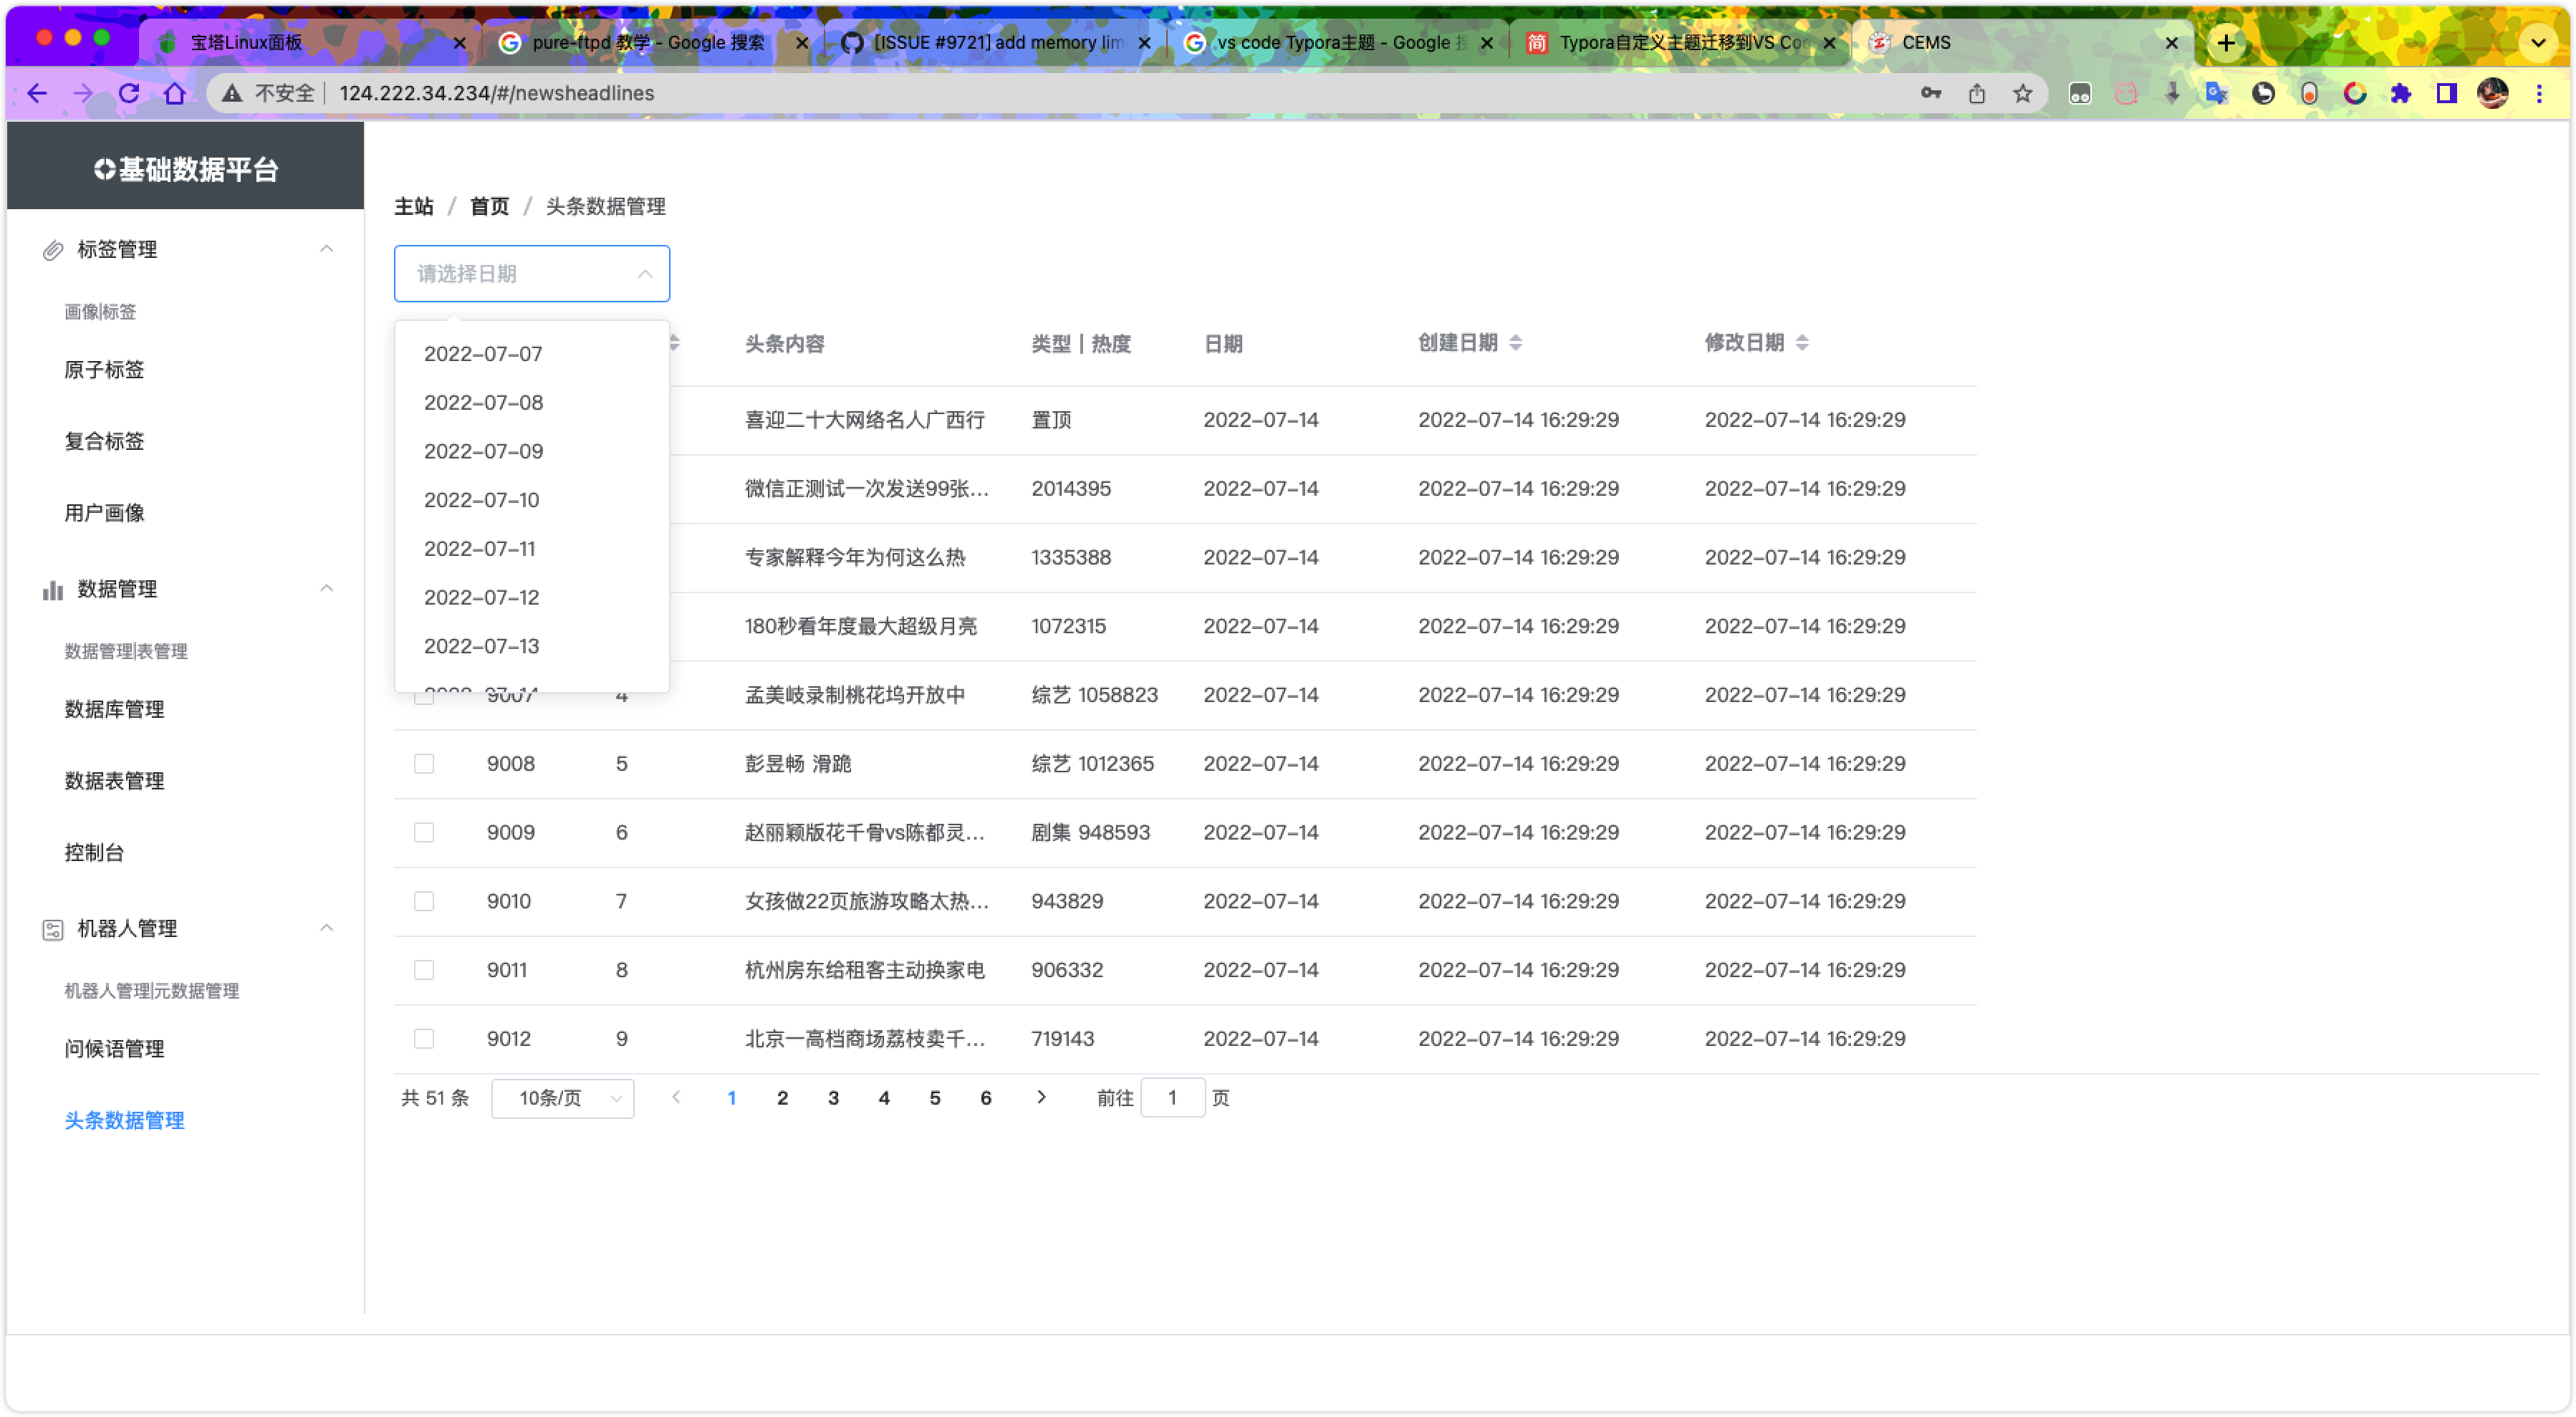 宝塔Linux面板
pure-ftpd 教学 - Google 搜索
[ISSUE #9721] add memory lim
vs code Typora主题 - Google 搜
简 Typora自定义主题迁移到VS Cod
CEMS
不安全 | 124.222.34.234/#/newsheadlines
基础数据平台
主站 / 首页 / 头条数据管理
标签管理
画像|标签
原子标签
复合标签
用户画像
数据管理
数据管理|表管理
数据库管理
数据表管理
控制台
机器人管理
机器人管理|元数据管理
问候语管理
头条数据管理
请选择日期
2022-07-07
2022-07-08
2022-07-09
2022-07-10
2022-07-11
2022-07-12
2022-07-13
头条内容 类型 | 热度 日期 创建日期 修改日期
喜迎二十大网络名人广西行 置顶 2022-07-14 2022-07-14 16:29:29 2022-07-14 16:29:29
微信正测试一次发送99张... 2014395 2022-07-14 2022-07-14 16:29:29 2022-07-14 16:29:29
专家解释今年为何这么热 1335388 2022-07-14 2022-07-14 16:29:29 2022-07-14 16:29:29
180秒看年度最大超级月亮 1072315 2022-07-14 2022-07-14 16:29:29 2022-07-14 16:29:29
孟美岐录制桃花坞开放中 综艺 1058823 2022-07-14 2022-07-14 16:29:29 2022-07-14 16:29:29
9008 5 彭昱畅 滑跪 综艺 1012365 2022-07-14 2022-07-14 16:29:29 2022-07-14 16:29:29
9009 6 赵丽颖版花千骨vs陈都灵... 剧集 948593 2022-07-14 2022-07-14 16:29:29 2022-07-14 16:29:29
9010 7 女孩做22页旅游攻略太热... 943829 2022-07-14 2022-07-14 16:29:29 2022-07-14 16:29:29
9011 8 杭州房东给租客主动换家电 906332 2022-07-14 2022-07-14 16:29:29 2022-07-14 16:29:29
9012 9 北京一高档商场荔枝卖千... 719143 2022-07-14 2022-07-14 16:29:29 2022-07-14 16:29:29
共 51 条 10条/页 1 2 3 4 5 6 前往 1 页